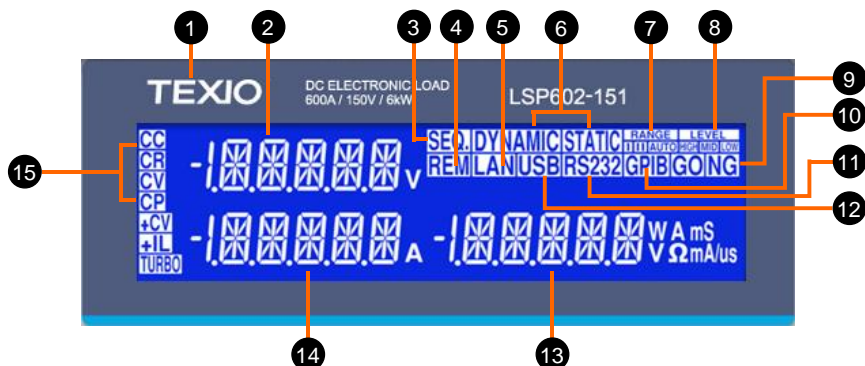 1 2 3 4 5 6 7 8
TEXIO DC ELECTRONIC LOAD LSP602-151
600A / 150V / 6kW
9
10
11
12
15
CC SEQ. DYNAMIC STATIC RANGE LEVEL
I II AUTO HIGH MID LOW
CR -1.8.8.8.8.8 V REM LAN USB RS232 GPIB GO NG
CV
CP
+CV -1.8.8.8.8.8 A -1.8.8.8.8.8 W A mS
+IL V Ω mA/us
TURBO
14 13